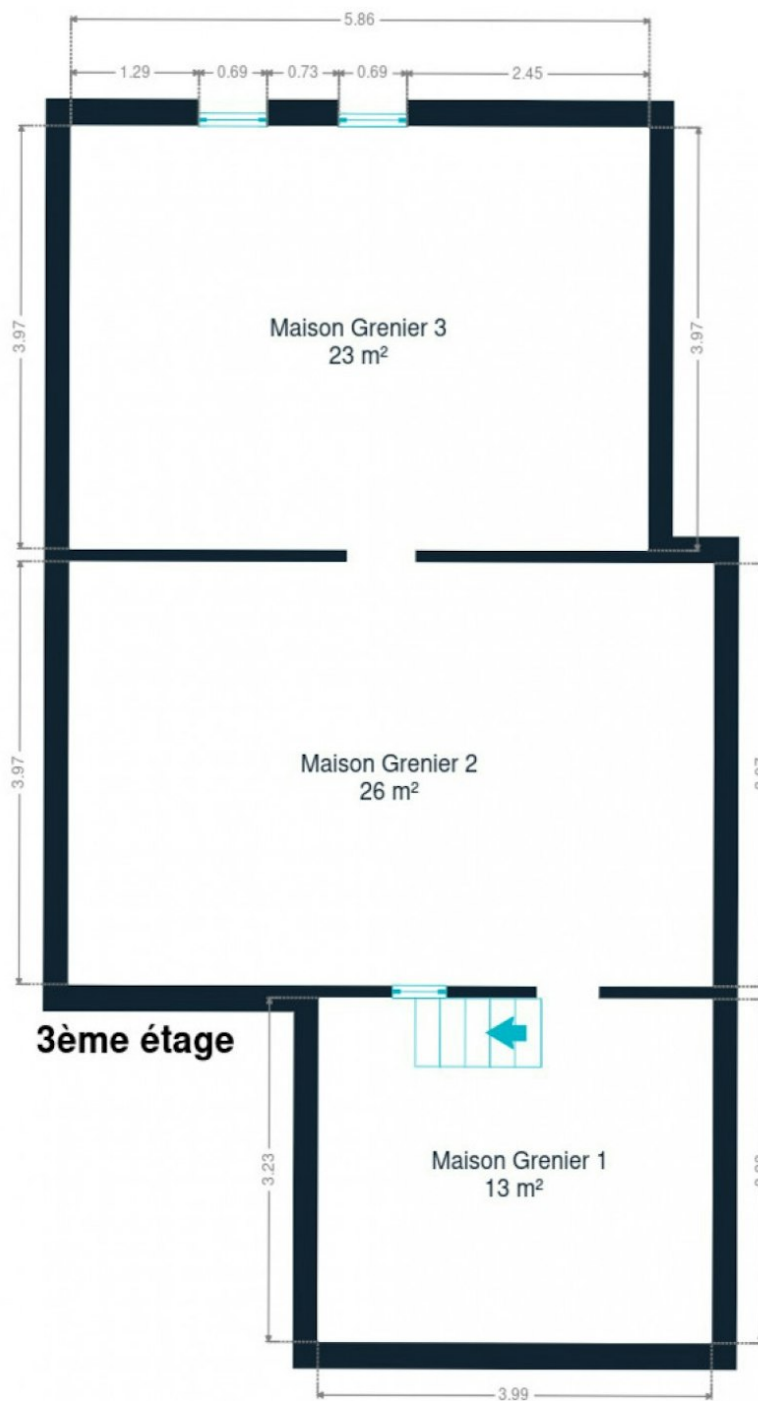 5.86
1.29 0.69 0.73 0.69 2.45
3.97
3.97
Maison Grenier 3
23 m²
3.97
Maison Grenier 2
26 m²
3ème étage
3.23
Maison Grenier 1
13 m²
3.99